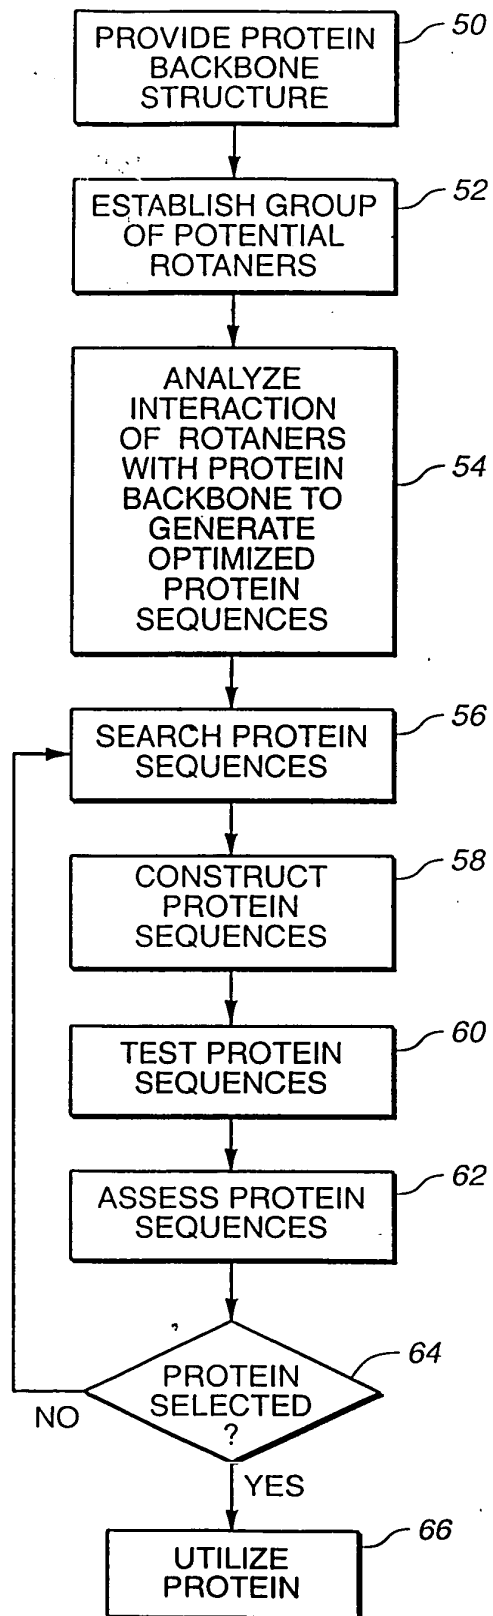 PROVIDE PROTEIN
BACKBONE
STRUCTURE
50
ESTABLISH GROUP
OF POTENTIAL
ROTANERS
52
ANALYZE
INTERACTION
OF ROTANERS
WITH PROTEIN
BACKBONE TO
GENERATE
OPTIMIZED
PROTEIN
SEQUENCES
54
SEARCH PROTEIN
SEQUENCES
56
CONSTRUCT
PROTEIN
SEQUENCES
58
TEST PROTEIN
SEQUENCES
60
ASSESS PROTEIN
SEQUENCES
62
PROTEIN
SELECTED
?
64
NO
YES
UTILIZE
PROTEIN
66